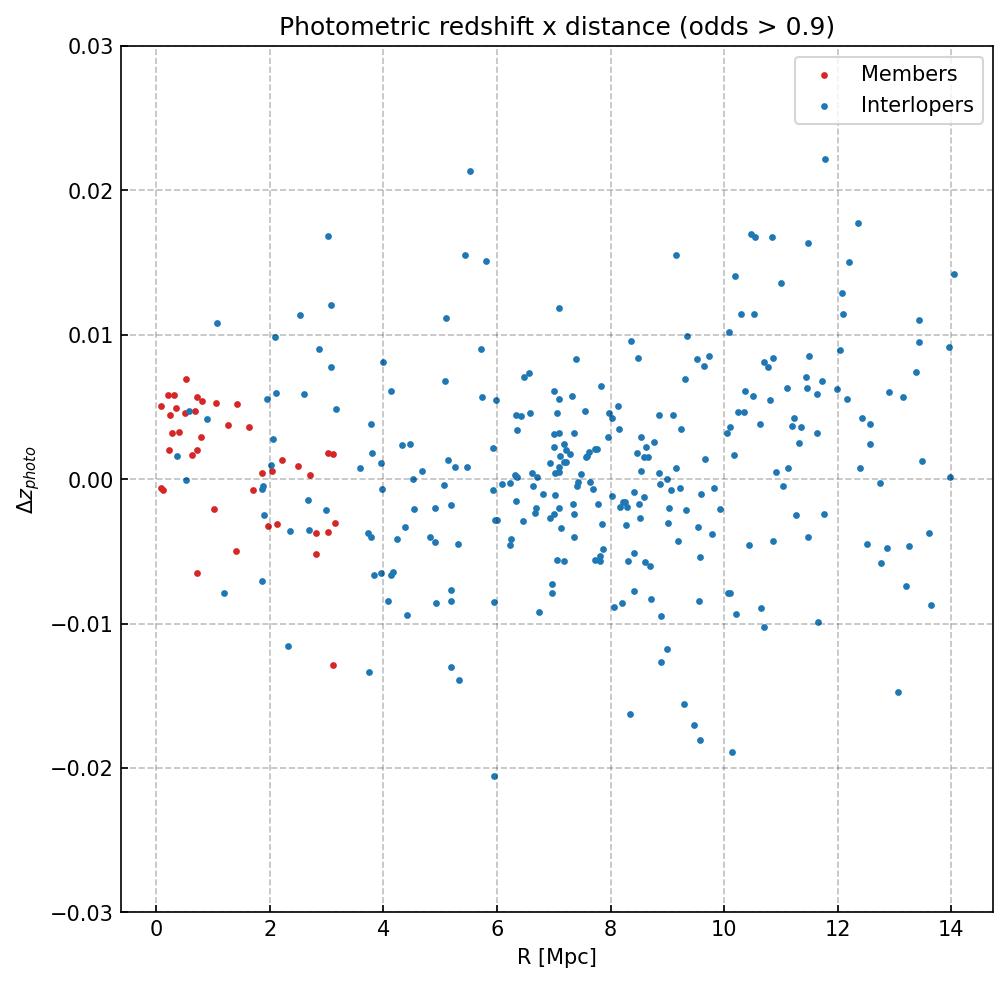 Photometric redshift x distance (odds > 0.9)
0.03
Members
Interlopers
0.02
0.01
Δz_photo
0.00
−0.01
−0.02
−0.03
0 2 4 6 8 10 12 14
R [Mpc]